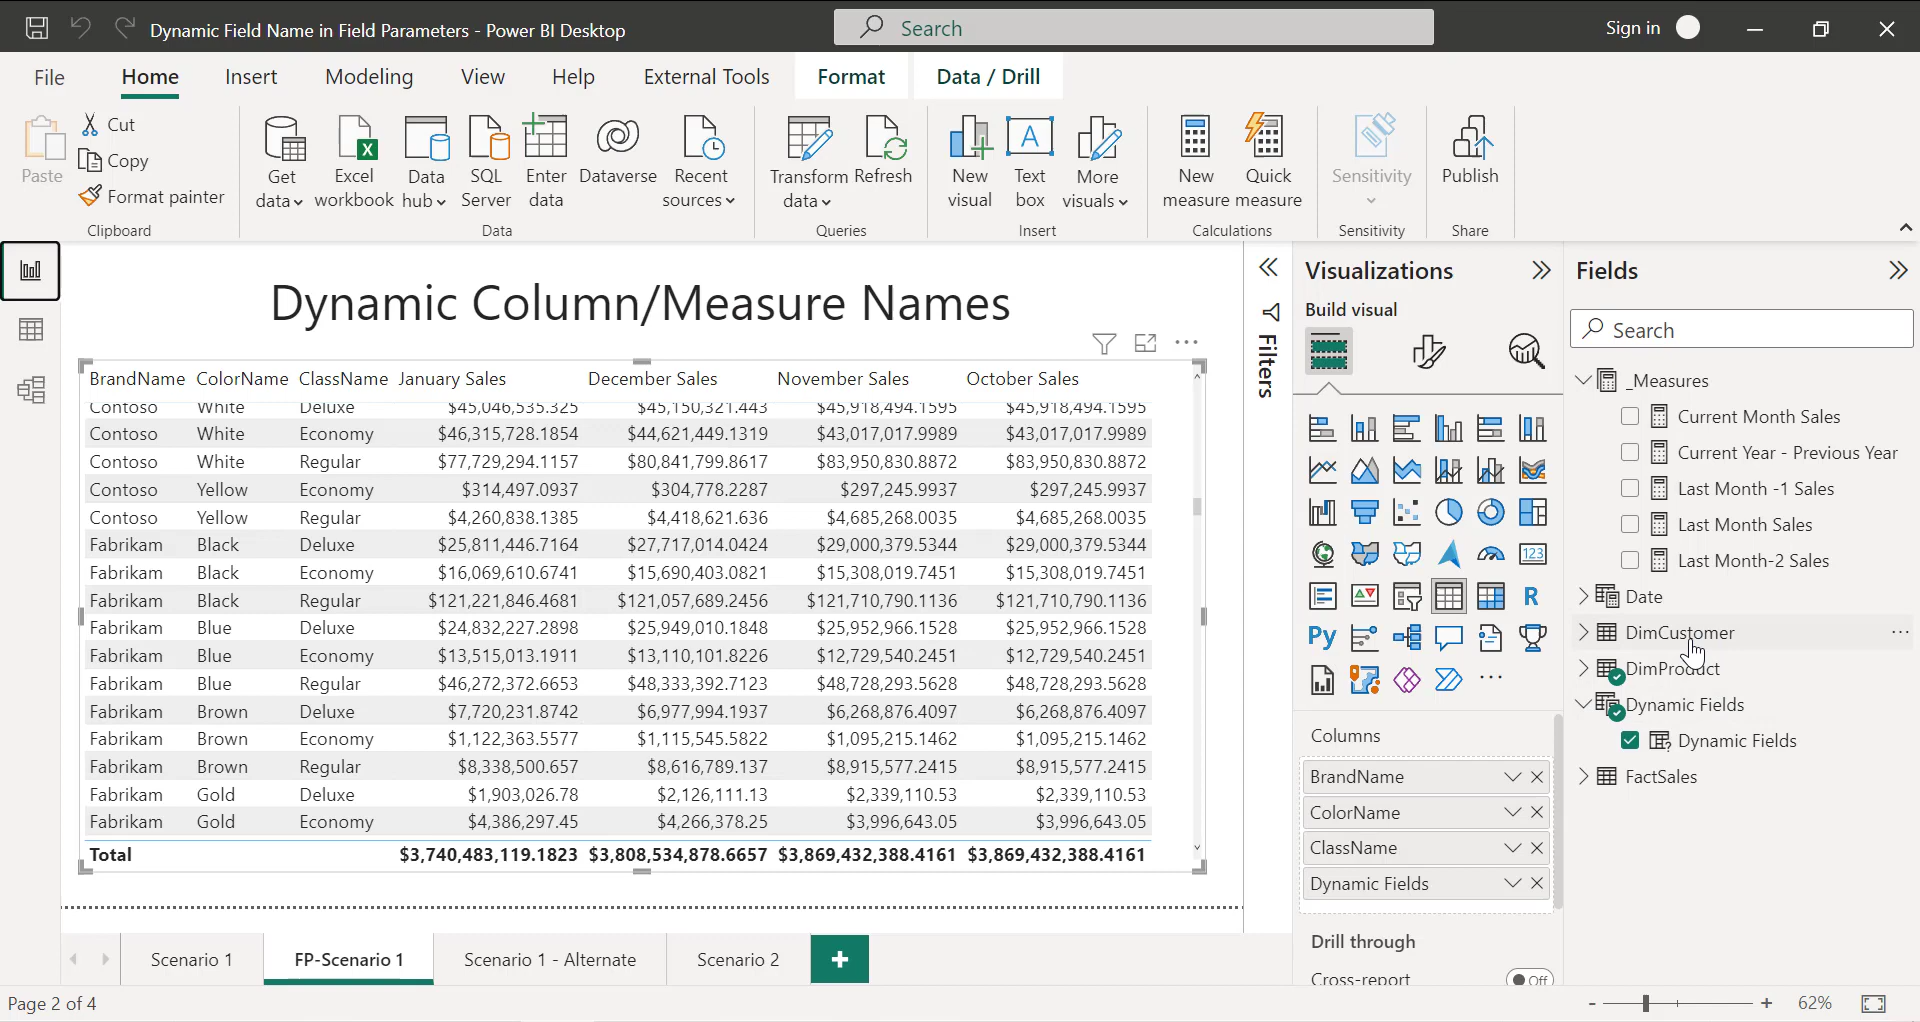 Dynamic Field Name in Field Parameters - Power BI Desktop
Search
Sign in
File Home Insert Modeling View Help External Tools Format Data / Drill
Paste
Cut
Copy
Format painter
Clipboard
Get data
Excel workbook
Data hub
SQL Server
Enter data
Dataverse
Recent sources
Data
Transform data
Refresh
Queries
New visual
Text box
More visuals
Insert
New measure
Quick measure
Calculations
Sensitivity
Sensitivity
Publish
Share
Dynamic Column/Measure Names
BrandName ColorName ClassName January Sales December Sales November Sales October Sales
Contoso White Deluxe $45,046,535.325 $45,150,321.443 $45,918,494.1595 $45,918,494.1595
Contoso White Economy $46,315,728.1854 $44,621,449.1319 $43,017,017.9989 $43,017,017.9989
Contoso White Regular $77,729,294.1157 $80,841,799.8617 $83,950,830.8872 $83,950,830.8872
Contoso Yellow Economy $314,497.0937 $304,778.2287 $297,245.9937 $297,245.9937
Contoso Yellow Regular $4,260,838.1385 $4,418,621.636 $4,685,268.0035 $4,685,268.0035
Fabrikam Black Deluxe $25,811,446.7164 $27,717,014.0424 $29,000,379.5344 $29,000,379.5344
Fabrikam Black Economy $16,069,610.6741 $15,690,403.0821 $15,308,019.7451 $15,308,019.7451
Fabrikam Black Regular $121,221,846.4681 $121,057,689.2456 $121,710,790.1136 $121,710,790.1136
Fabrikam Blue Deluxe $24,832,227.2898 $25,949,010.1848 $25,952,966.1528 $25,952,966.1528
Fabrikam Blue Economy $13,515,013.1911 $13,110,101.8226 $12,729,540.2451 $12,729,540.2451
Fabrikam Blue Regular $46,272,372.6653 $48,333,392.7123 $48,728,293.5628 $48,728,293.5628
Fabrikam Brown Deluxe $7,720,231.8742 $6,977,994.1937 $6,268,876.4097 $6,268,876.4097
Fabrikam Brown Economy $1,122,363.5577 $1,115,545.5822 $1,095,215.1462 $1,095,215.1462
Fabrikam Brown Regular $8,338,500.657 $8,616,789.137 $8,915,577.2415 $8,915,577.2415
Fabrikam Gold Deluxe $1,903,026.78 $2,126,111.13 $2,339,110.53 $2,339,110.53
Fabrikam Gold Economy $4,386,297.45 $4,266,378.25 $3,996,643.05 $3,996,643.05
Total $3,740,483,119.1823 $3,808,534,878.6657 $3,869,432,388.4161 $3,869,432,388.4161
Filters
Visualizations
Build visual
123
R
Py
Columns
BrandName
ColorName
ClassName
Dynamic Fields
Drill through
Cross-report Off
Fields
Search
_Measures
Current Month Sales
Current Year - Previous Year
Last Month -1 Sales
Last Month Sales
Last Month-2 Sales
Date
DimCustomer
DimProduct
Dynamic Fields
Dynamic Fields
FactSales
Scenario 1 FP-Scenario 1 Scenario 1 - Alternate Scenario 2 +
Page 2 of 4
- + 62%